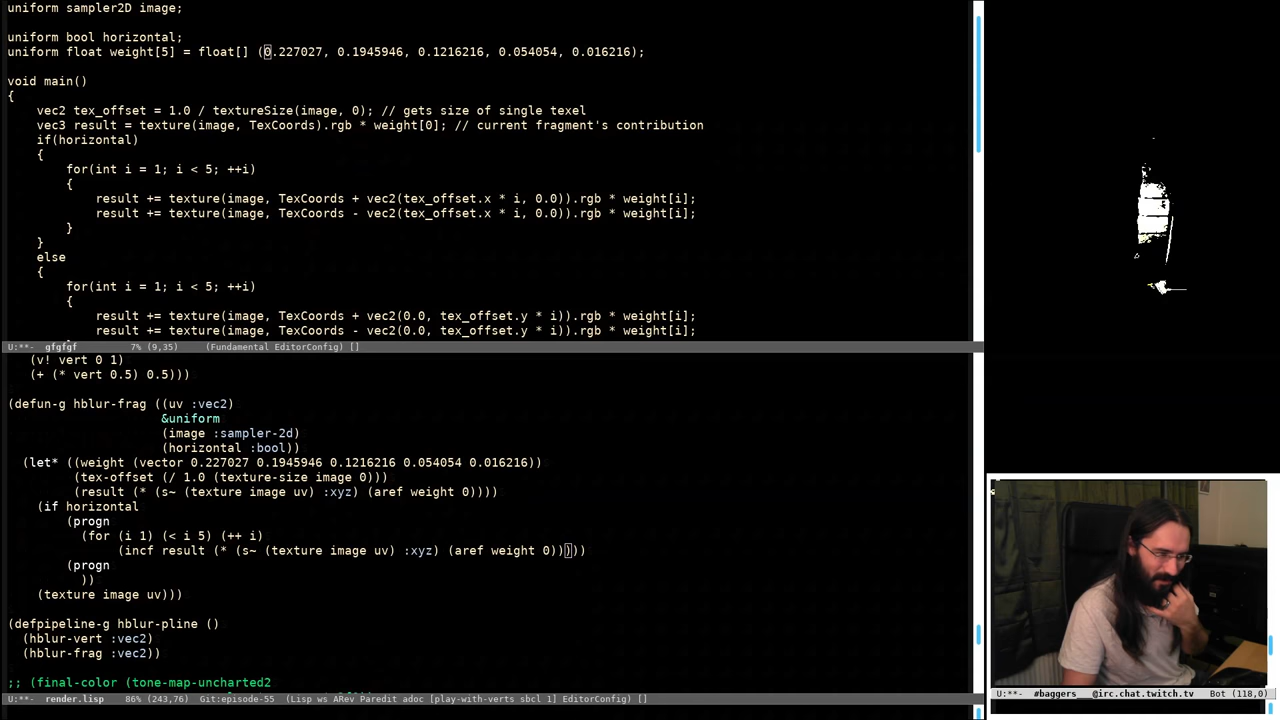 uniform sampler2D image;
uniform bool horizontal;
uniform float weight[5] = float[] (0.227027, 0.1945946, 0.1216216, 0.054054, 0.016216);
void main()
{
    vec2 tex_offset = 1.0 / textureSize(image, 0); // gets size of single texel
    vec3 result = texture(image, TexCoords).rgb * weight[0]; // current fragment's contribution
    if(horizontal)
    {
        for(int i = 1; i < 5; ++i)
        {
            result += texture(image, TexCoords + vec2(tex_offset.x * i, 0.0)).rgb * weight[i];
            result += texture(image, TexCoords - vec2(tex_offset.x * i, 0.0)).rgb * weight[i];
        }
    }
    else
    {
        for(int i = 1; i < 5; ++i)
        {
            result += texture(image, TexCoords + vec2(0.0, tex_offset.y * i)).rgb * weight[i];
            result += texture(image, TexCoords - vec2(0.0, tex_offset.y * i)).rgb * weight[i];
U:**-  gfgfgf         7% (9,35)     (Fundamental EditorConfig) []
   (v! vert 0 1)
   (+ (* vert 0.5) 0.5)))
(defun-g hblur-frag ((uv :vec2)
                     &uniform
                     (image :sampler-2d)
                     (horizontal :bool))
  (let* ((weight (vector 0.227027 0.1945946 0.1216216 0.054054 0.016216))
         (tex-offset (/ 1.0 (texture-size image 0)))
         (result (* (s~ (texture image uv) :xyz) (aref weight 0))))
    (if horizontal
        (progn
          (for (i 1) (< i 5) (++ i)
               (incf result (* (s~ (texture image uv) :xyz) (aref weight 0)))))
        (progn
          ))
    (texture image uv)))
(defpipeline-g hblur-pline ()
  (hblur-vert :vec2)
  (hblur-frag :vec2))
;; (final-color (tone-map-uncharted2
U:**-  render.lisp    86% (243,76)  Git:episode-55  (Lisp ws ARev Paredit adoc [play-with-verts sbcl 1] EditorConfig) []
U:**-  #baggers   @irc.chat.twitch.tv   Bot (118,0)